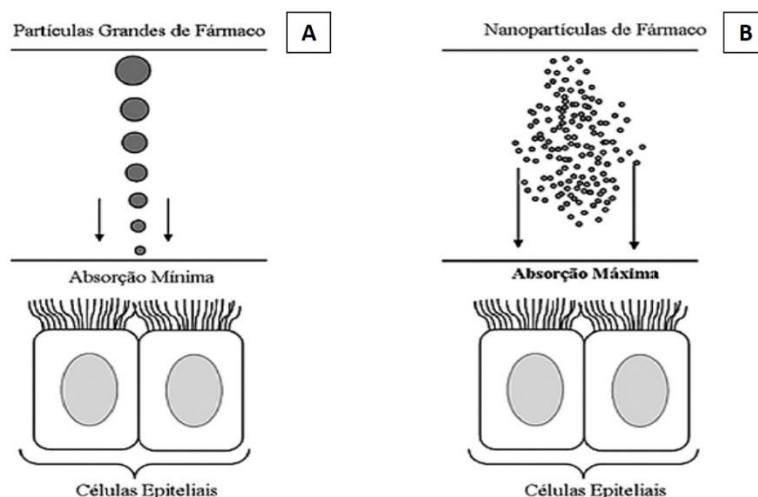 Partículas Grandes de Fármaco
A
Absorção Mínima
Células Epiteliais
Nanopartículas de Fármaco
B
Absorção Máxima
Células Epiteliais